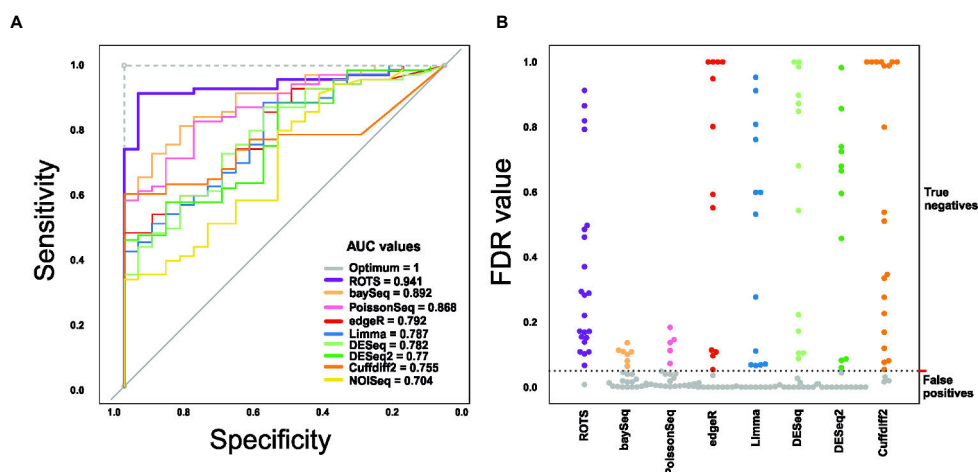 A
Sensitivity
1.0
0.8
0.6
0.4
0.2
0.0
AUC values
Optimum = 1
ROTS = 0.941
baySeq = 0.892
PoissonSeq = 0.868
edgeR = 0.792
Limma = 0.787
DESeq = 0.782
DESeq2 = 0.77
Cuffdiff2 = 0.755
NOISeq = 0.704
1.0 0.8 0.6 0.4 0.2 0.0
Specificity
B
FDR value
1.0
0.8
0.6
0.4
0.2
0.0
True
negatives
False
positives
ROTS
baySeq
PoissonSeq
edgeR
Limma
DESeq
DESeq2
Cuffdiff2